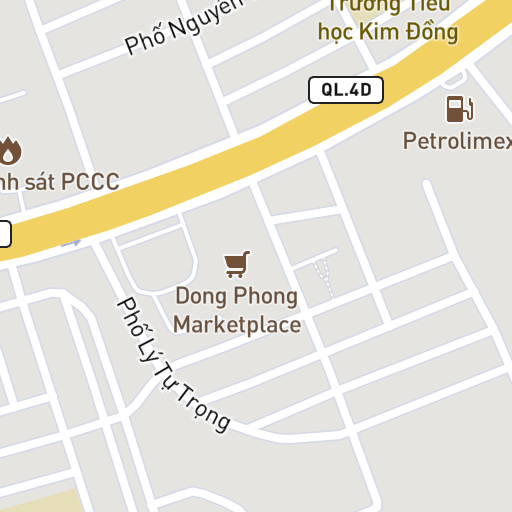 Phố Nguyễn
Trường Tiểu
học Kim Đồng
QL.4D
Petrolimex
nh sát PCCC
Dong Phong
Marketplace
Phố Lý Tự Trọng